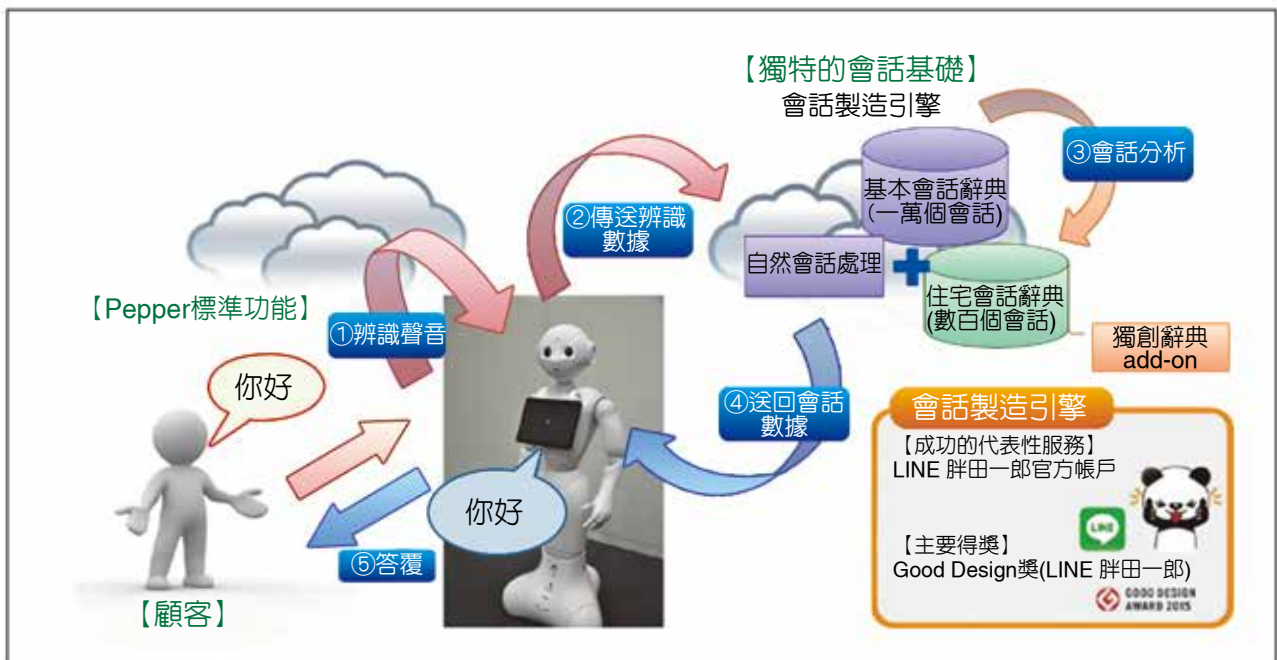 【獨特的會話基礎】
會話製造引擎
③會話分析
基本會話辭典
(一萬個會話)
②傳送辨識
數據
自然會話處理
住宅會話辭典
(數百個會話)
獨創辭典
add-on
【Pepper標準功能】
①辨識聲音
你好
④送回會話
數據
你好
⑤答覆
【顧客】
會話製造引擎
【成功的代表性服務】
LINE 胖田一郎官方帳戶
LINE
【主要得獎】
Good Design獎(LINE 胖田一郎)
GOOD DESIGN
AWARD 2015